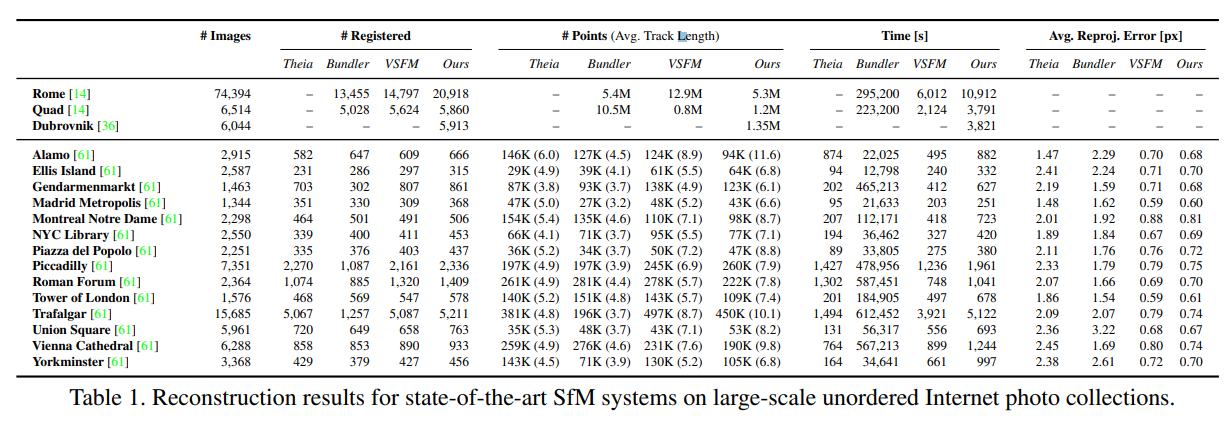 # Images # Registered # Points (Avg. Track Length) Time [s] Avg. Reproj. Error [px]
Theia Bundler VSFM Ours Theia Bundler VSFM Ours Theia Bundler VSFM Ours Theia Bundler VSFM Ours
Rome [14] 74,394 – 13,455 14,797 20,918 – 5.4M 12.9M 5.3M – 295,200 6,012 10,912 – – – –
Quad [14] 6,514 – 5,028 5,624 5,860 – 10.5M 0.8M 1.2M – 223,200 2,124 3,791 – – – –
Dubrovnik [36] 6,044 – – – 5,913 – – – 1.35M – – – 3,821 – – – –
Alamo [61] 2,915 582 647 609 666 146K (6.0) 127K (4.5) 124K (8.9) 94K (11.6) 874 22,025 495 882 1.47 2.29 0.70 0.68
Ellis Island [61] 2,587 231 286 297 315 29K (4.9) 39K (4.1) 61K (5.5) 64K (6.8) 94 12,798 240 332 2.41 2.24 0.71 0.70
Gendarmenmarkt [61] 1,463 703 302 807 861 87K (3.8) 93K (3.7) 138K (4.9) 123K (6.1) 202 465,213 412 627 2.19 1.59 0.71 0.68
Madrid Metropolis [61] 1,344 351 330 309 368 47K (5.0) 27K (3.2) 48K (5.2) 43K (6.6) 95 21,633 203 251 1.48 1.62 0.59 0.60
Montreal Notre Dame [61] 2,298 464 501 491 506 154K (5.4) 135K (4.6) 110K (7.1) 98K (8.7) 207 112,171 418 723 2.01 1.92 0.88 0.81
NYC Library [61] 2,550 339 400 411 453 66K (4.1) 71K (3.7) 95K (5.5) 77K (7.1) 194 36,462 327 420 1.89 1.84 0.67 0.69
Piazza del Popolo [61] 2,251 335 376 403 437 36K (5.2) 34K (3.7) 50K (7.2) 47K (8.8) 89 33,805 275 380 2.11 1.76 0.76 0.72
Piccadilly [61] 7,351 2,270 1,087 2,161 2,336 197K (4.9) 197K (3.9) 245K (6.9) 260K (7.9) 1,427 478,956 1,236 1,961 2.33 1.79 0.79 0.75
Roman Forum [61] 2,364 1,074 885 1,320 1,409 261K (4.9) 281K (4.4) 278K (5.7) 222K (7.8) 1,302 587,451 748 1,041 2.07 1.66 0.69 0.70
Tower of London [61] 1,576 468 569 547 578 140K (5.2) 151K (4.8) 143K (5.7) 109K (7.4) 201 184,905 497 678 1.86 1.54 0.59 0.61
Trafalgar [61] 15,685 5,067 1,257 5,087 5,211 381K (4.8) 196K (3.7) 497K (8.7) 450K (10.1) 1,494 612,452 3,921 5,122 2.09 2.07 0.79 0.74
Union Square [61] 5,961 720 649 658 763 35K (5.3) 48K (3.7) 43K (7.1) 53K (8.2) 131 56,317 556 693 2.36 3.22 0.68 0.67
Vienna Cathedral [61] 6,288 858 853 890 933 259K (4.9) 276K (4.6) 231K (7.6) 190K (9.8) 764 567,213 899 1,244 2.45 1.69 0.80 0.74
Yorkminster [61] 3,368 429 379 427 456 143K (4.5) 71K (3.9) 130K (5.2) 105K (6.8) 164 34,641 661 997 2.38 2.61 0.72 0.70
Table 1. Reconstruction results for state-of-the-art SfM systems on large-scale unordered Internet photo collections.